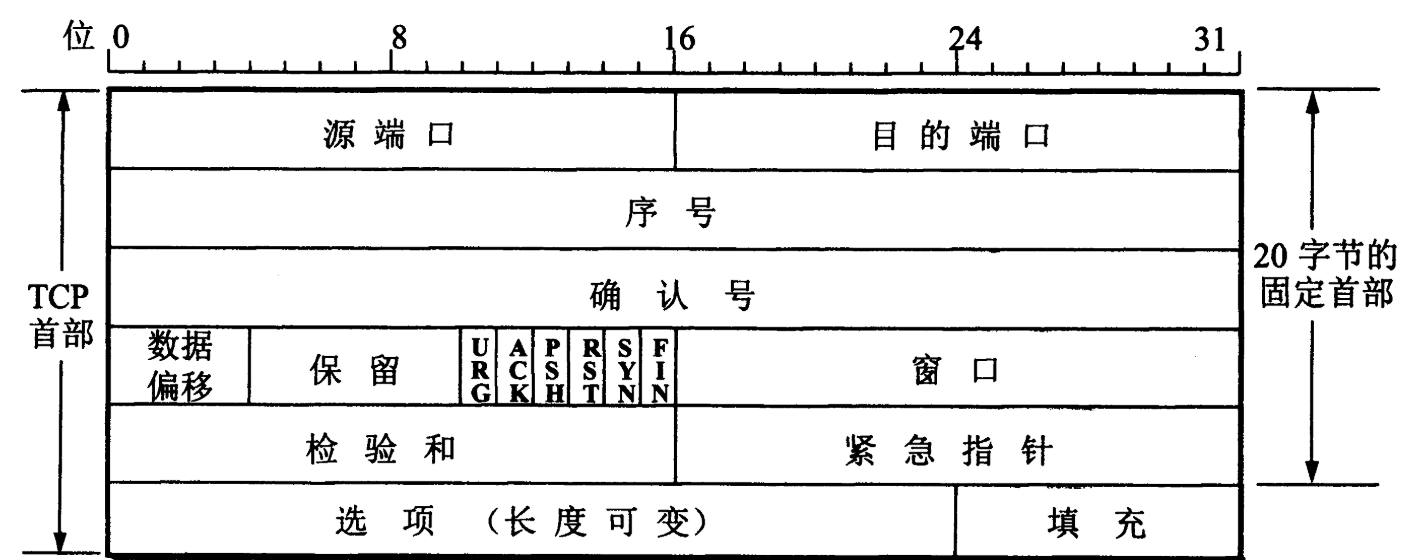 位 0 8 16 24 31
源端口 目的端口
序号
确认号
TCP
首部
20 字节的
固定首部
数据
偏移
保留
URG
ACK
PSH
RST
SYN
FIN
窗口
检验和 紧急指针
选项（长度可变） 填充